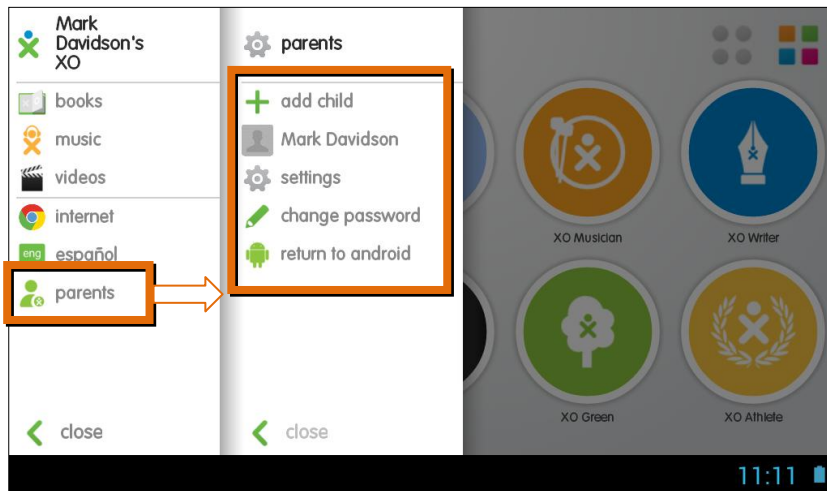 Mark
Davidson's
XO
books
music
videos
internet
eng español
parents
close
parents
add child
Mark Davidson
settings
change password
return to android
close
XO Musician
XO Writer
XO Green
XO Athlete
11:11